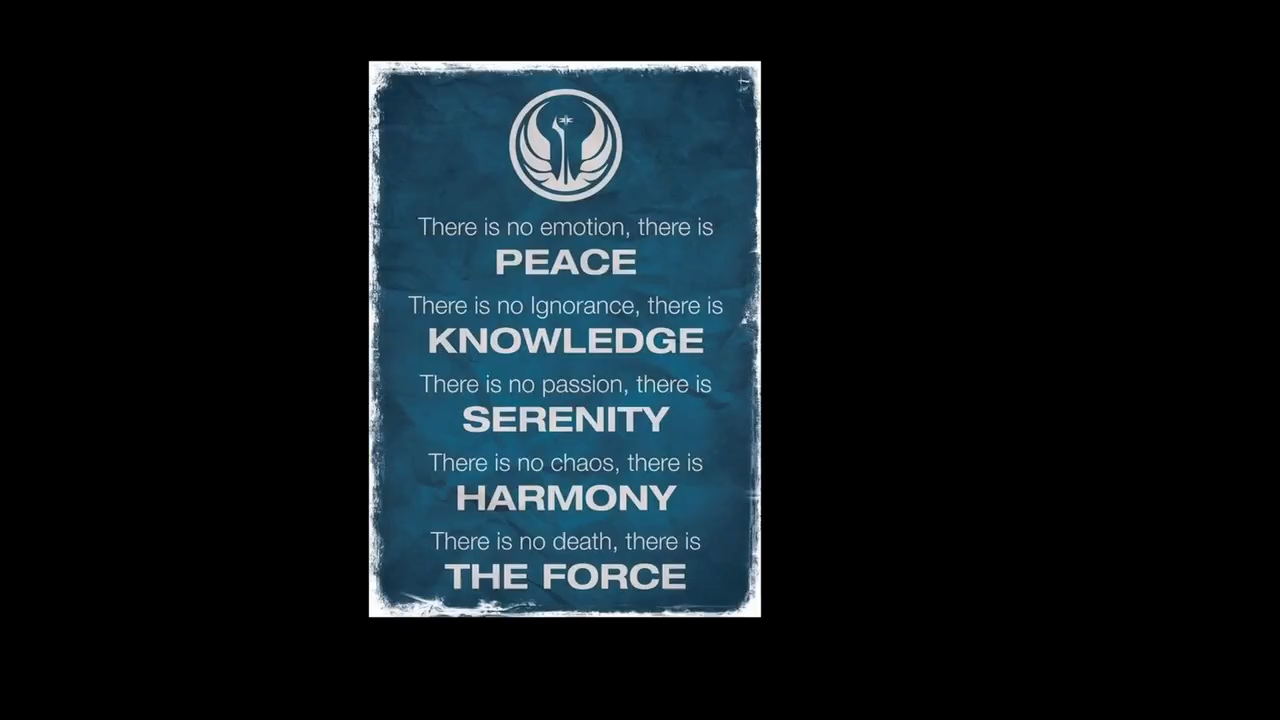 There is no emotion, there is
PEACE
There is no Ignorance, there is
KNOWLEDGE
There is no passion, there is
SERENITY
There is no chaos, there is
HARMONY
There is no death, there is
THE FORCE